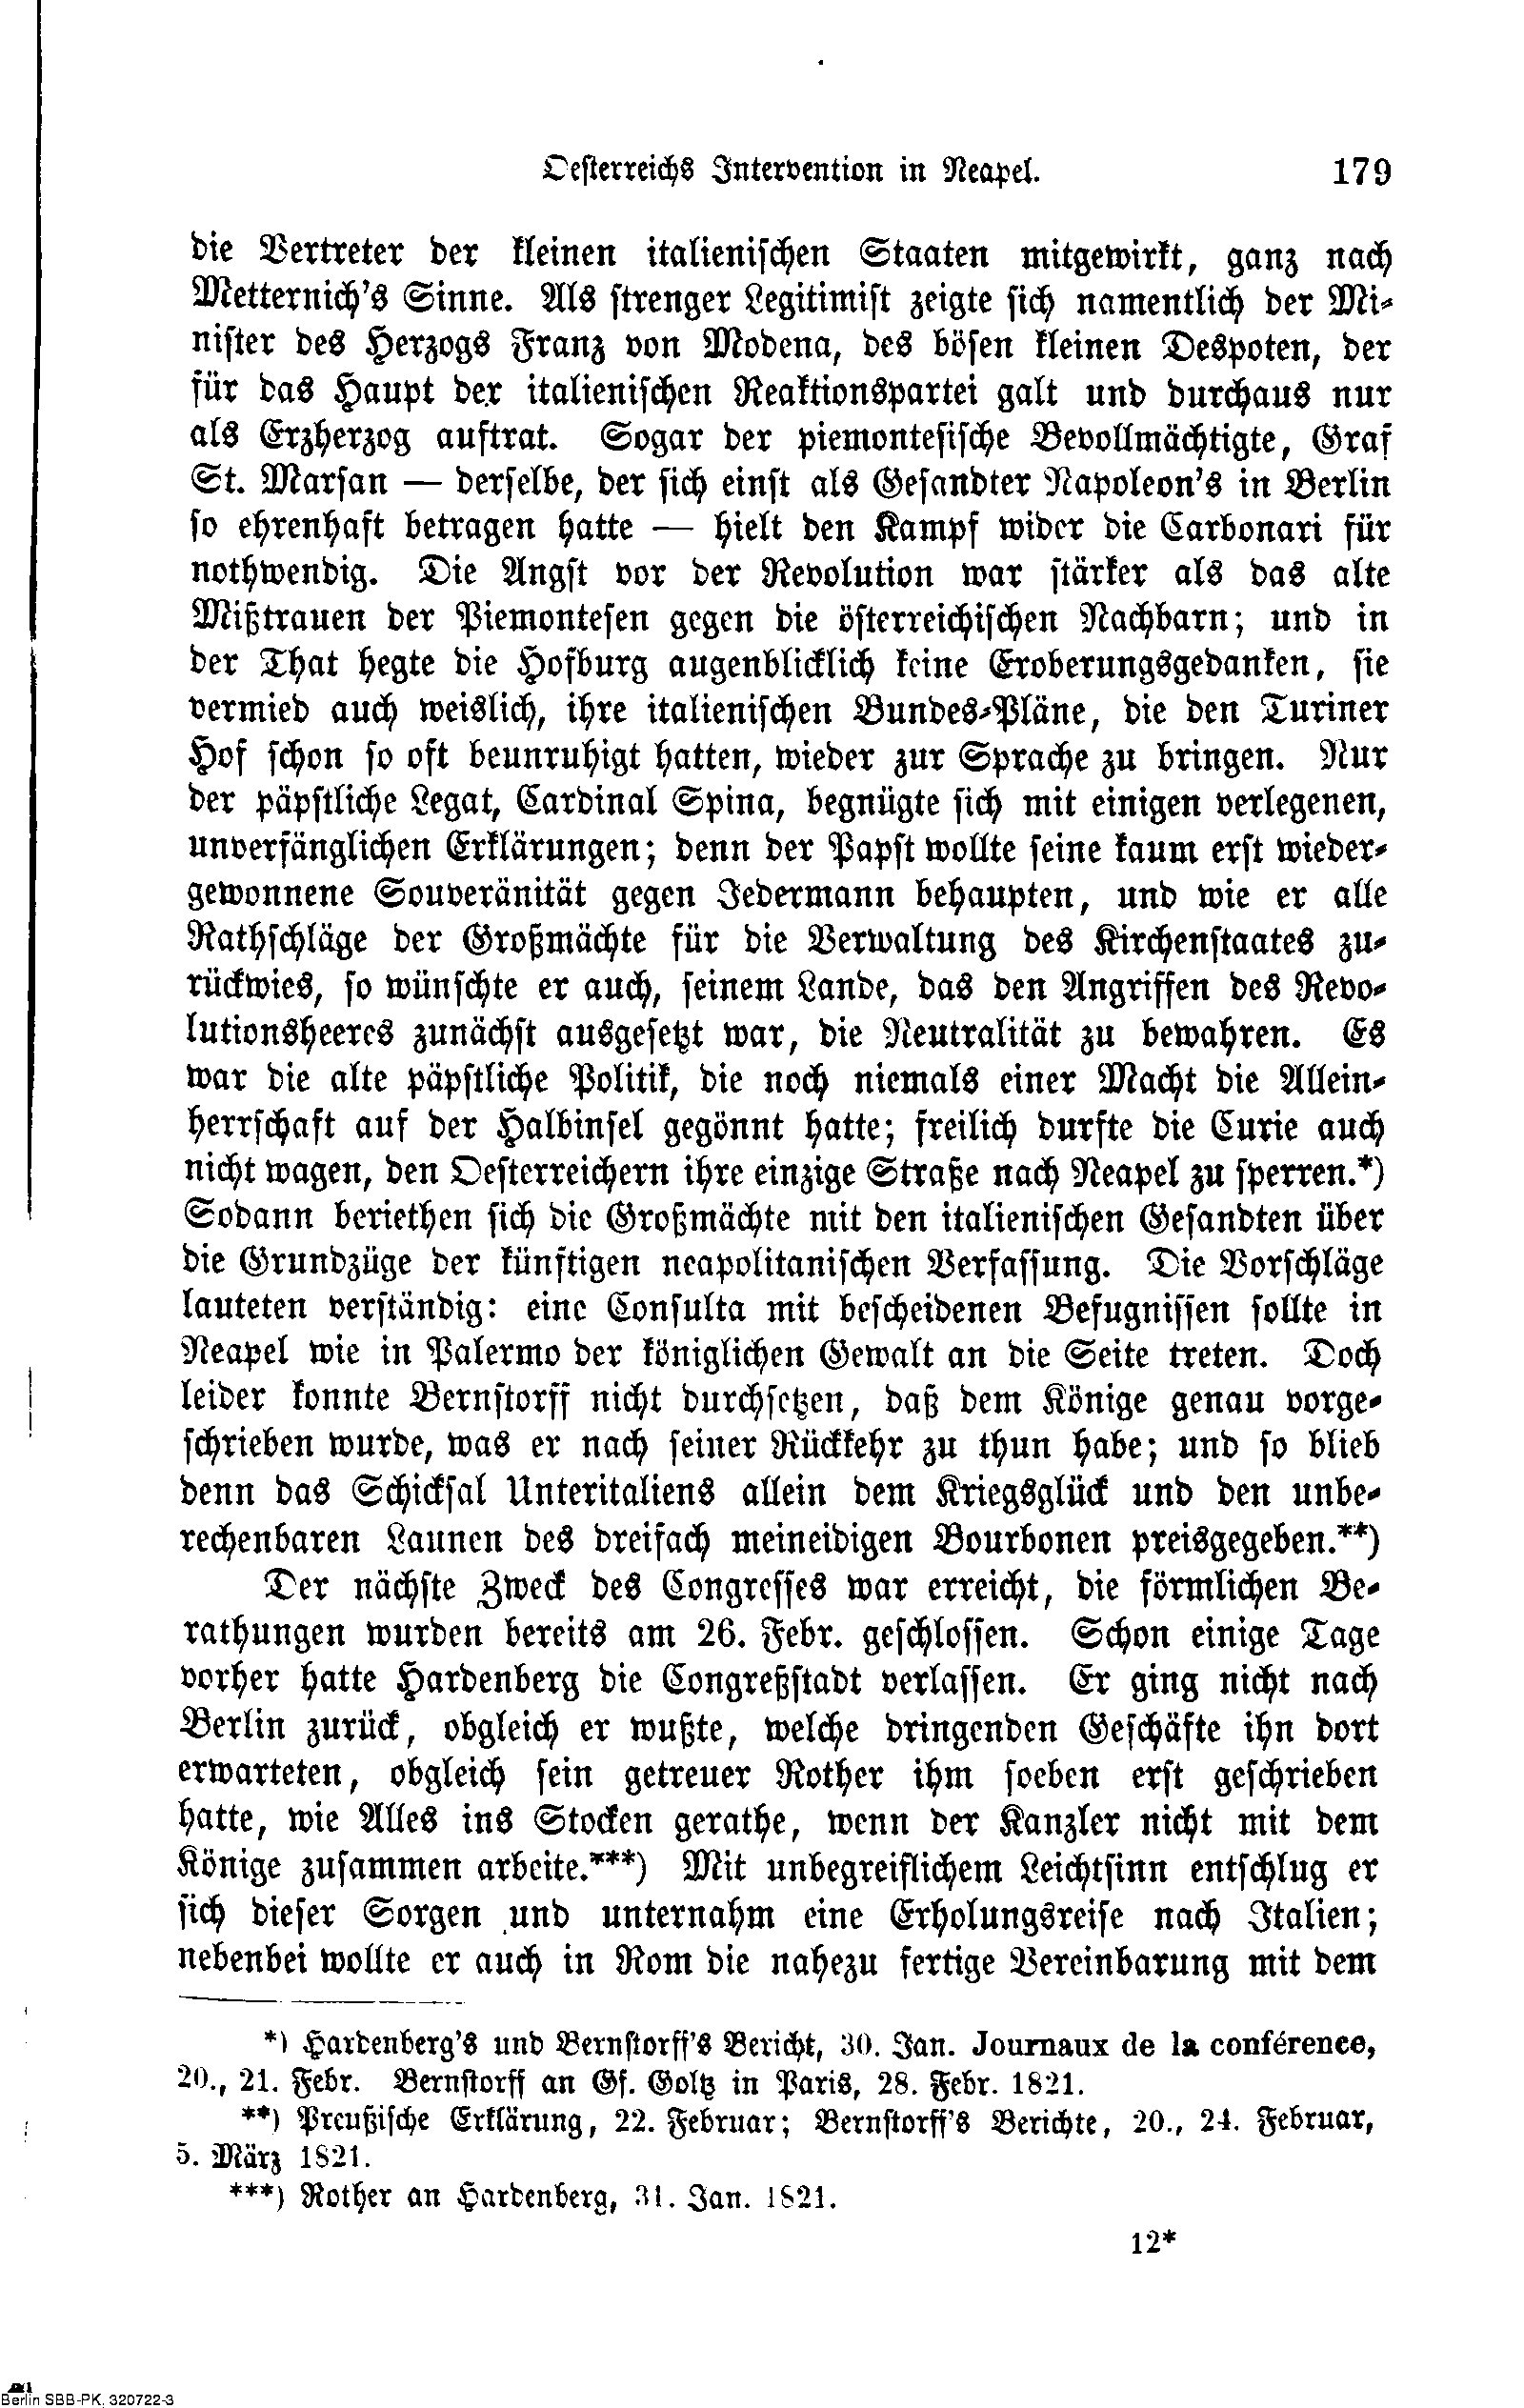 Oesterreichs Intervention in Neapel. 179
die Vertreter der kleinen italienischen Staaten mitgewirkt, ganz nach
Metternich's Sinne. Als strenger Legitimist zeigte sich namentlich der Mi-
nister des Herzogs Franz von Modena, des bösen kleinen Despoten, der
für das Haupt der italienischen Reaktionspartei galt und durchaus nur
als Erzherzog auftrat. Sogar der piemontesische Bevollmächtigte, Graf
St. Marsan — derselbe, der sich einst als Gesandter Napoleon's in Berlin
so ehrenhaft betragen hatte — hielt den Kampf wider die Carbonari für
nothwendig. Die Angst vor der Revolution war stärker als das alte
Mißtrauen der Piemontesen gegen die österreichischen Nachbarn; und in
der That hegte die Hofburg augenblicklich keine Eroberungsgedanken, sie
vermied auch weislich, ihre italienischen Bundes-Pläne, die den Turiner
Hof schon so oft beunruhigt hatten, wieder zur Sprache zu bringen. Nur
der päpstliche Legat, Cardinal Spina, begnügte sich mit einigen verlegenen,
unverfänglichen Erklärungen; denn der Papst wollte seine kaum erst wieder-
gewonnene Souveränität gegen Jedermann behaupten, und wie er alle
Rathschläge der Großmächte für die Verwaltung des Kirchenstaates zu-
rückwies, so wünschte er auch, seinem Lande, das den Angriffen des Revo-
lutionsheeres zunächst ausgesetzt war, die Neutralität zu bewahren. Es
war die alte päpstliche Politik, die noch niemals einer Macht die Allein-
herrschaft auf der Halbinsel gegönnt hatte; freilich durfte die Curie auch
nicht wagen, den Oesterreichern ihre einzige Straße nach Neapel zu sperren.*)
Sodann beriethen sich die Großmächte mit den italienischen Gesandten über
die Grundzüge der künftigen neapolitanischen Verfassung. Die Vorschläge
lauteten verständig: eine Consulta mit bescheidenen Befugnissen sollte in
Neapel wie in Palermo der königlichen Gewalt an die Seite treten. Doch
leider konnte Bernstorff nicht durchsetzen, daß dem Könige genau vorge-
schrieben wurde, was er nach seiner Rückkehr zu thun habe; und so blieb
denn das Schicksal Unteritaliens allein dem Kriegsglück und den unbe-
rechenbaren Launen des dreifach meineidigen Bourbonen preisgegeben.**)
Der nächste Zweck des Congresses war erreicht, die förmlichen Be-
rathungen wurden bereits am 26. Febr. geschlossen. Schon einige Tage
vorher hatte Hardenberg die Congreßstadt verlassen. Er ging nicht nach
Berlin zurück, obgleich er wußte, welche dringenden Geschäfte ihn dort
erwarteten, obgleich sein getreuer Rother ihm soeben erst geschrieben
hatte, wie Alles ins Stocken gerathe, wenn der Kanzler nicht mit dem
Könige zusammen arbeite.***) Mit unbegreiflichem Leichtsinn entschlug er
sich dieser Sorgen und unternahm eine Erholungsreise nach Italien;
nebenbei wollte er auch in Rom die nahezu fertige Vereinbarung mit dem
*) Hardenberg's und Bernstorff's Bericht, 30. Jan. Journaux de la conférence,
20., 21. Febr. Bernstorff an Gf. Goltz in Paris, 28. Febr. 1821.
**) Preußische Erklärung, 22. Februar; Bernstorff's Berichte, 20., 24. Februar,
5. März 1821.
***) Rother an Hardenberg, 31. Jan. 1821.
12*
Berlin SBB-PK, 320722-3